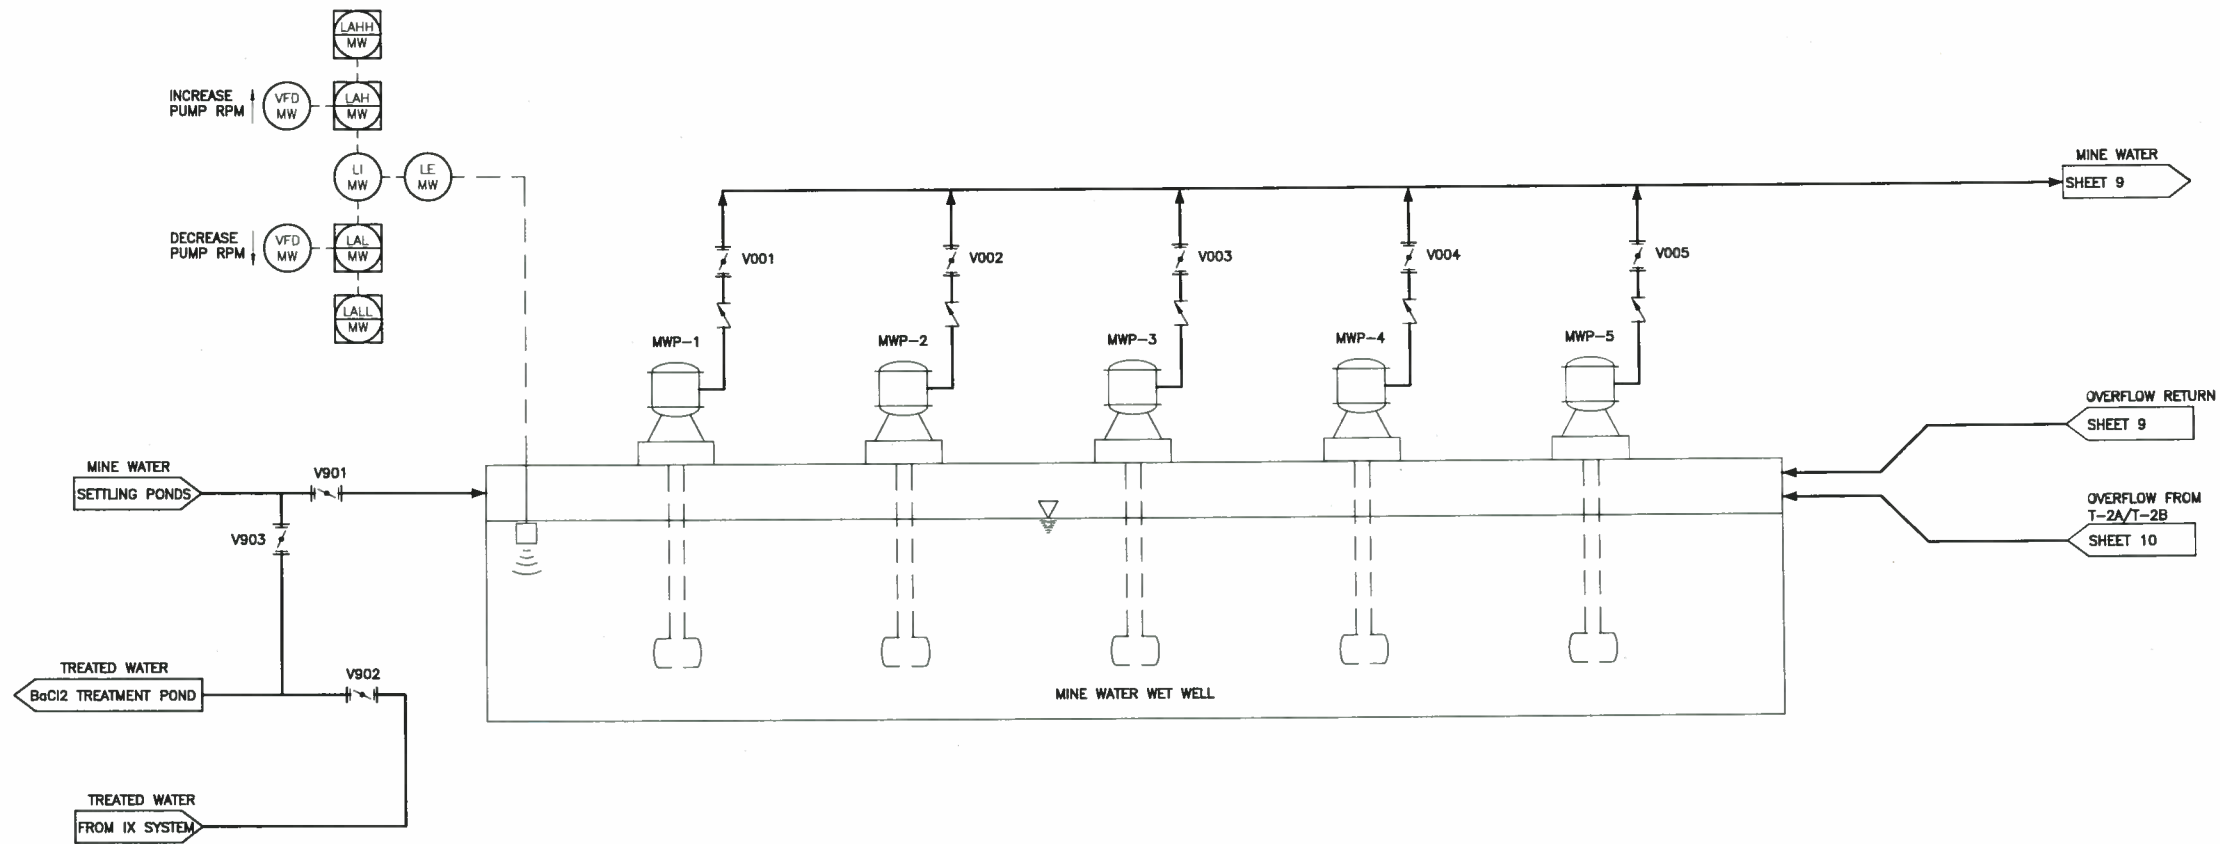 LAHH
MW
INCREASE
PUMP RPM
VFD
MW
LAH
MW
LI
MW
LE
MW
DECREASE
PUMP RPM
VFD
MW
LAL
MW
LALL
MW
MINE WATER
SHEET 9
V001
V002
V003
V004
V005
MWP-1
MWP-2
MWP-3
MWP-4
MWP-5
OVERFLOW RETURN
SHEET 9
OVERFLOW FROM
T-2A/T-2B
SHEET 10
MINE WATER
SETTLING PONDS
V901
V903
TREATED WATER
BaCl2 TREATMENT POND
V902
MINE WATER WET WELL
TREATED WATER
FROM IX SYSTEM